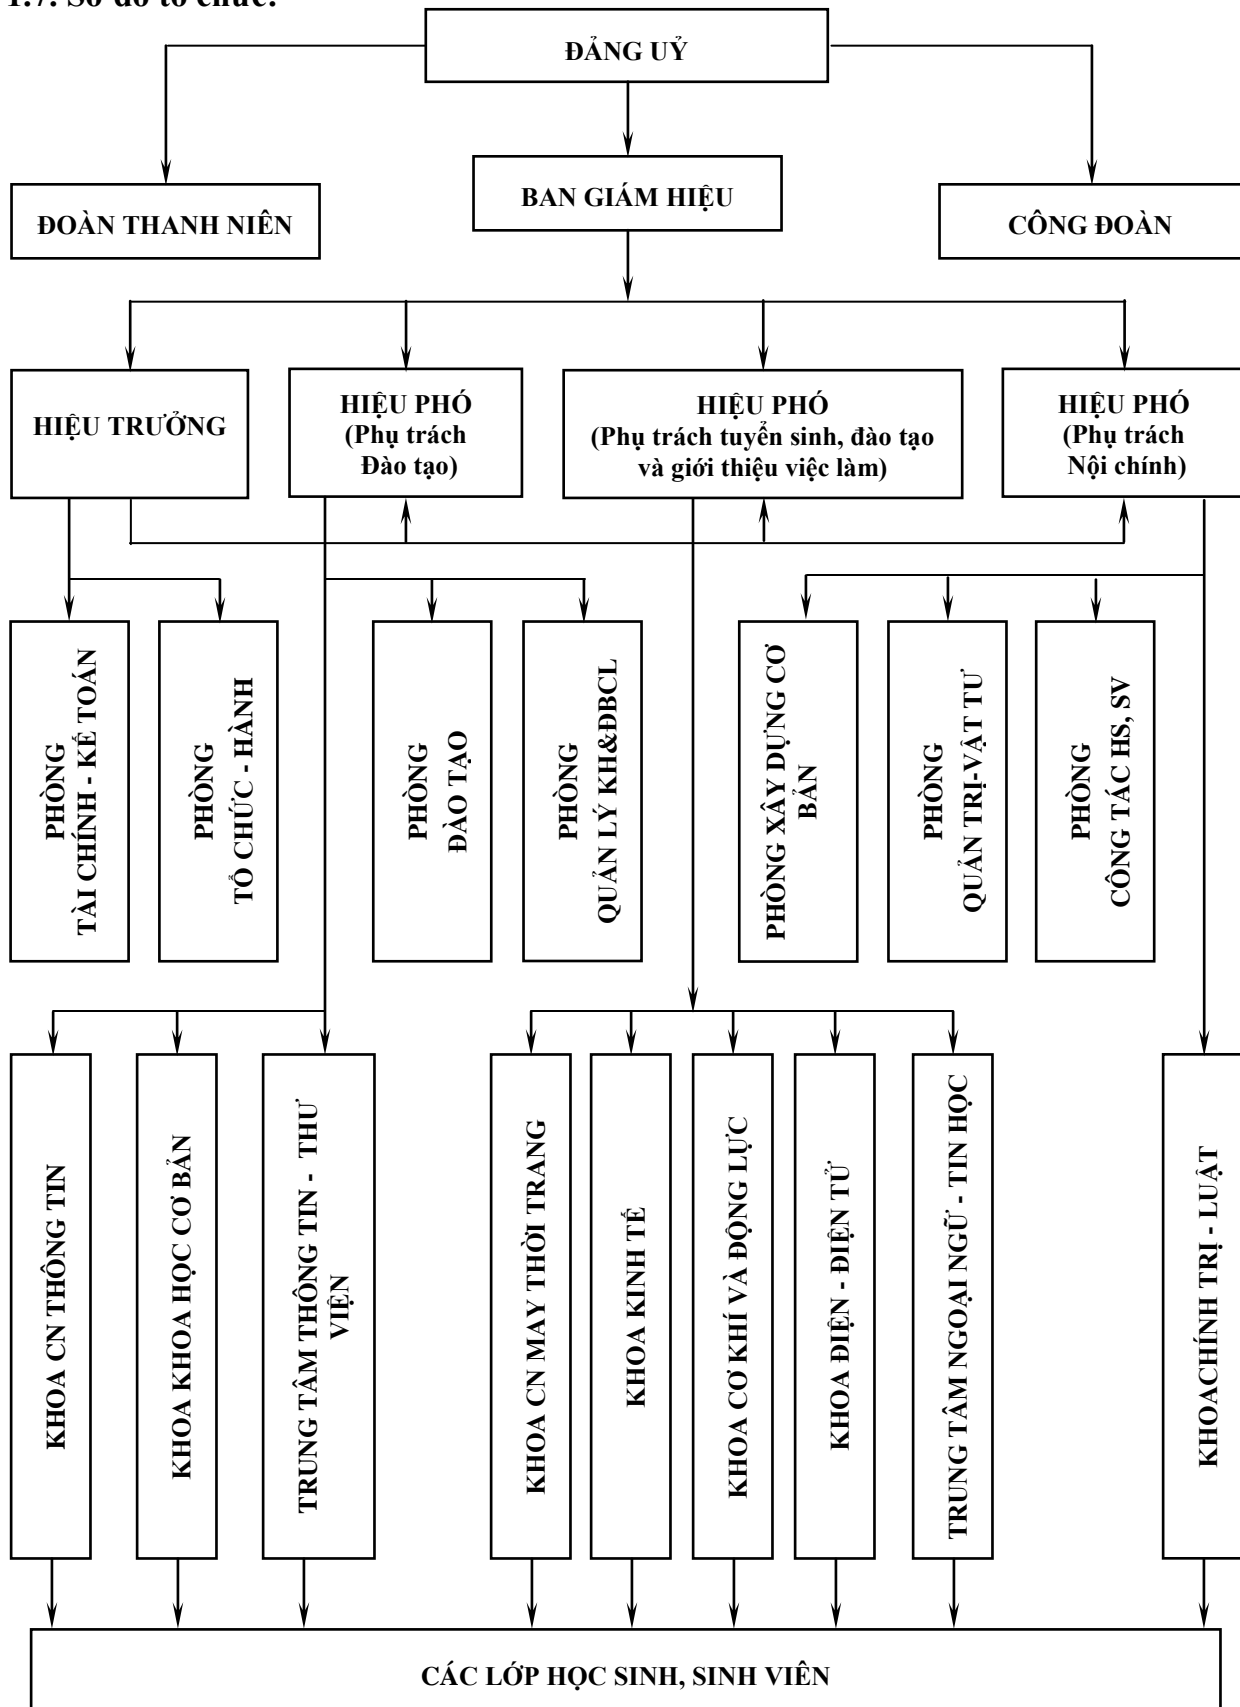 1.7. Sơ đồ tổ chức:
ĐẢNG UỶ
BAN GIÁM HIỆU
ĐOÀN THANH NIÊN
CÔNG ĐOÀN
HIỆU TRƯỞNG
HIỆU PHÓ
(Phụ trách
Đào tạo)
HIỆU PHÓ
(Phụ trách tuyển sinh, đào tạo
và giới thiệu việc làm)
HIỆU PHÓ
(Phụ trách
Nội chính)
PHÒNG
TÀI CHÍNH - KẾ TOÁN
PHÒNG
TỔ CHỨC - HÀNH
PHÒNG
ĐÀO TẠO
PHÒNG
QUẢN LÝ KH&ĐBCL
PHÒNG XÂY DỰNG CƠ
BẢN
PHÒNG
QUẢN TRỊ-VẬT TƯ
PHÒNG
CÔNG TÁC HS, SV
KHOA CN THÔNG TIN
KHOA KHOA HỌC CƠ BẢN
TRUNG TÂM THÔNG TIN - THƯ
VIỆN
KHOA CN MAY THỜI TRANG
KHOA KINH TẾ
KHOA CƠ KHÍ VÀ ĐỘNG LỰC
KHOA ĐIỆN - ĐIỆN TỬ
TRUNG TÂM NGOẠI NGỮ - TIN HỌC
KHOACHÍNH TRỊ - LUẬT
CÁC LỚP HỌC SINH, SINH VIÊN